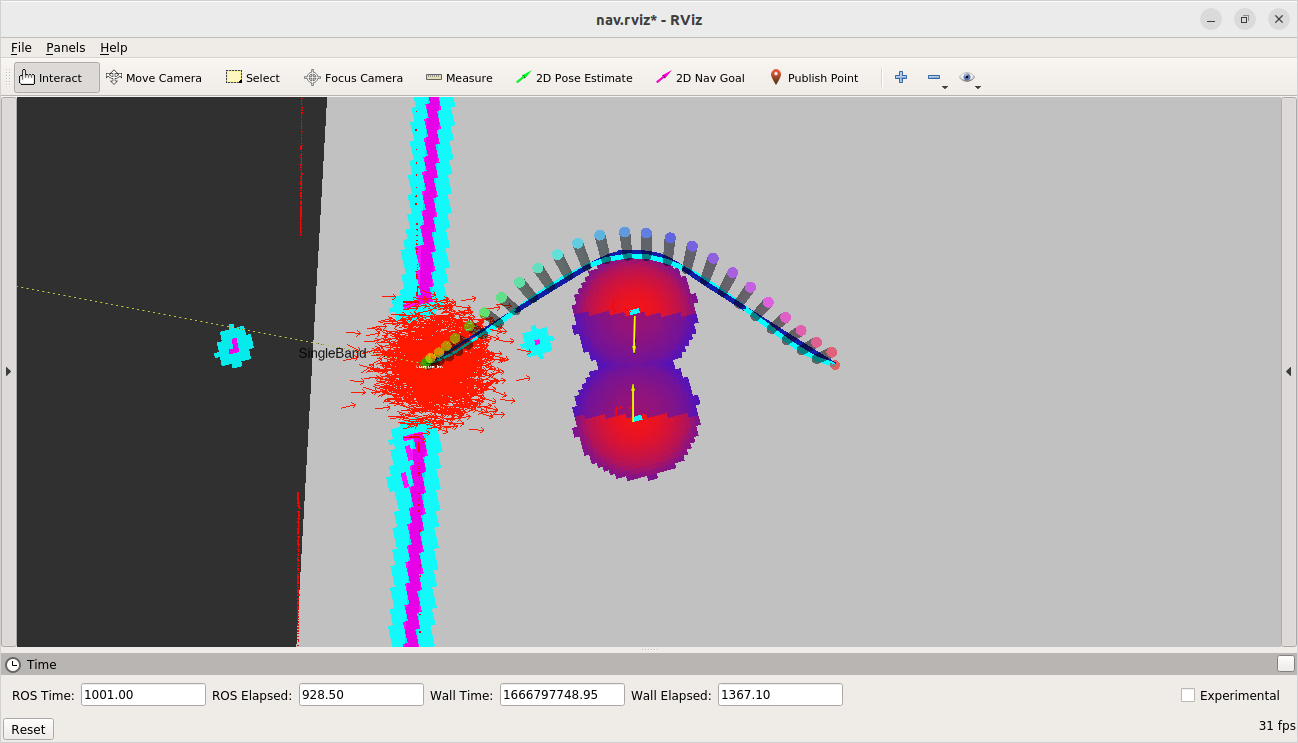 nav.rviz* - RViz
File Panels Help
Interact Move Camera Select Focus Camera Measure 2D Pose Estimate 2D Nav Goal Publish Point
SingleBand
Time
ROS Time: 1001.00 ROS Elapsed: 928.50 Wall Time: 1666797748.95 Wall Elapsed: 1367.10 Experimental
Reset 31 fps